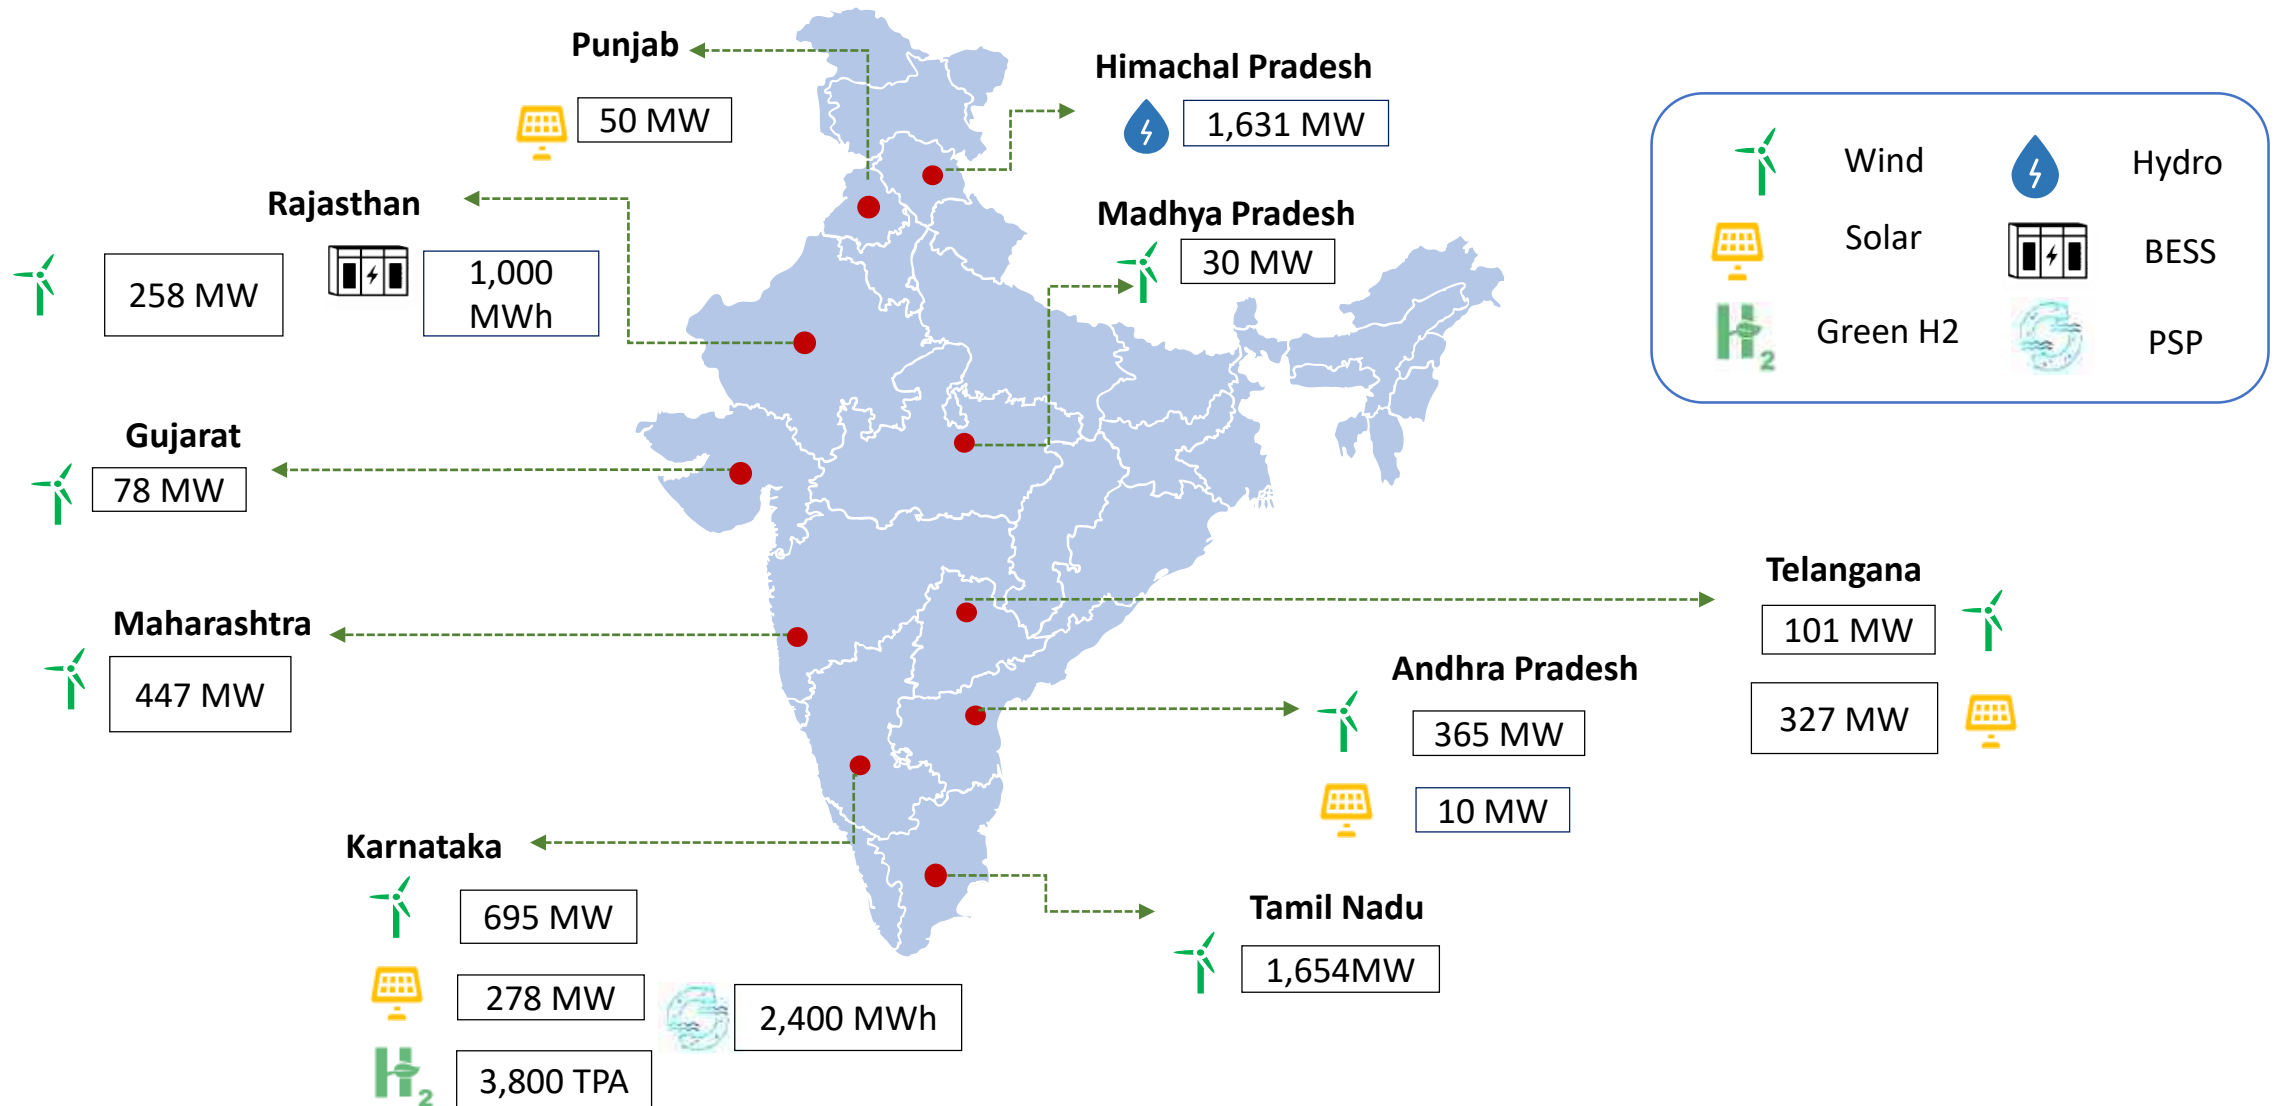 Punjab
50 MW
Himachal Pradesh
1,631 MW
Rajasthan
258 MW
1,000
MWh
Madhya Pradesh
30 MW
Wind
Hydro
Solar
BESS
H2
Green H2
PSP
Gujarat
78 MW
Maharashtra
447 MW
Telangana
101 MW
327 MW
Andhra Pradesh
365 MW
10 MW
Karnataka
695 MW
278 MW
2,400 MWh
H2
3,800 TPA
Tamil Nadu
1,654MW